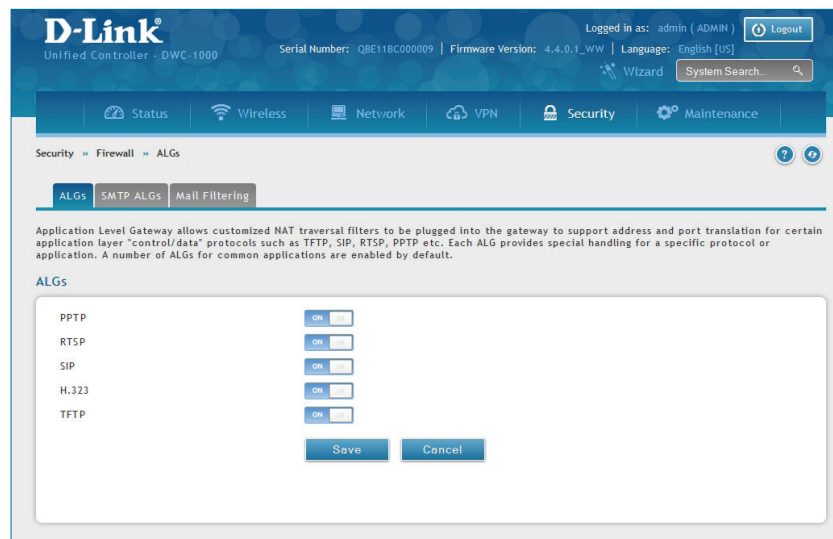 D-Link®
Unified Controller - DWC-1000
Logged in as: admin ( ADMIN ) Logout
Serial Number: QBE11BC000009 | Firmware Version: 4.4.0.1_WW | Language: English [US]
Wizard System Search...
Status Wireless Network VPN Security Maintenance
Security » Firewall » ALGs ?
ALGs SMTP ALGs Mail Filtering
Application Level Gateway allows customized NAT traversal filters to be plugged into the gateway to support address and port translation for certain
application layer "control/data" protocols such as TFTP, SIP, RTSP, PPTP etc. Each ALG provides special handling for a specific protocol or
application. A number of ALGs for common applications are enabled by default.
ALGs
PPTP ON
RTSP ON
SIP ON
H.323 ON
TFTP ON
Save Cancel